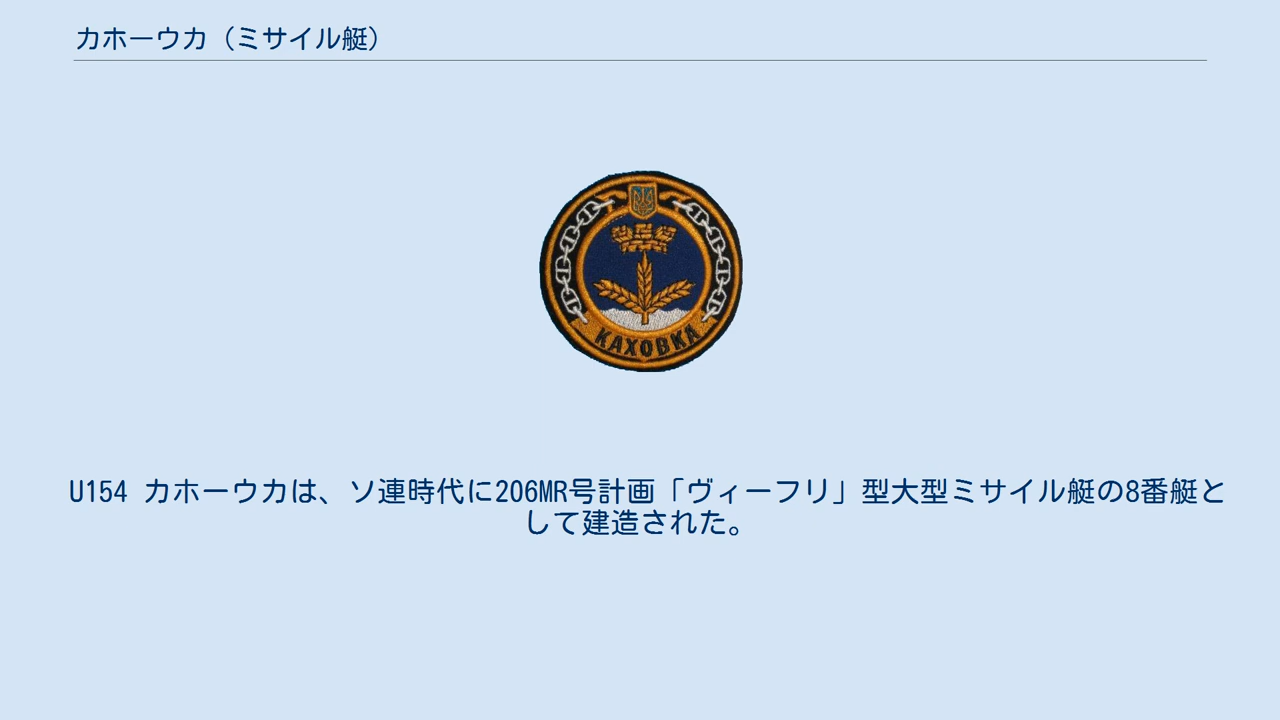 カホーウカ（ミサイル艇）
КАХОВКА
U154 カホーウカは、ソ連時代に206MR号計画「ヴィーフリ」型大型ミサイル艇の8番艇と
して建造された。